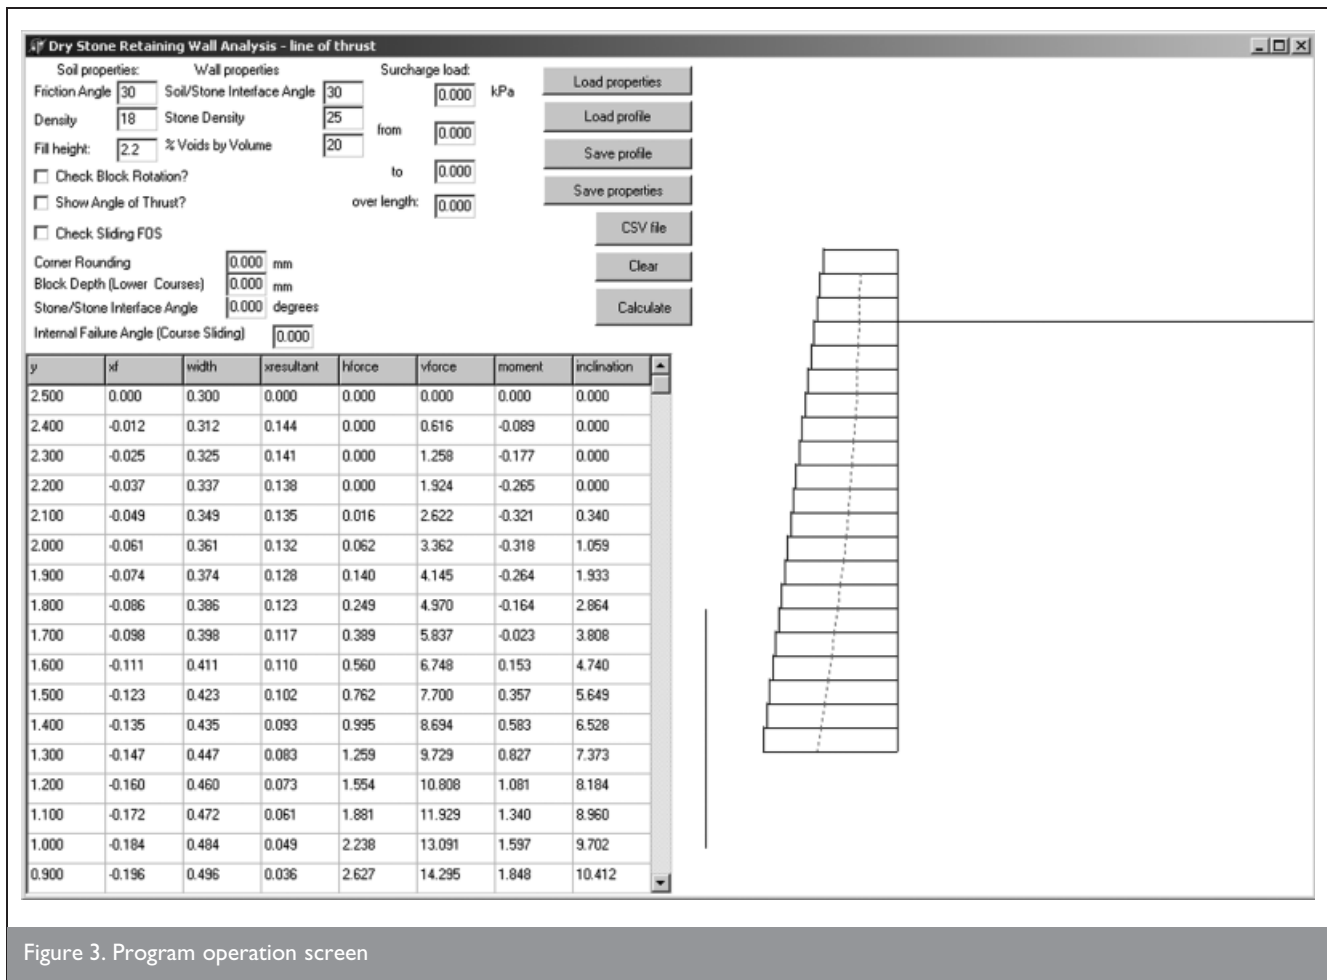 Dry Stone Retaining Wall Analysis - line of thrust
Soil properties: Wall properties Surcharge load:
Friction Angle 30 Soil/Stone Interface Angle 30 0.000 kPa Load properties
Density 18 Stone Density 25 from 0.000 Load profile
Fill height: 2.2 % Voids by Volume 20 Save profile
Check Block Rotation? to 0.000 Save properties
Show Angle of Thrust? over length: 0.000
Check Sliding FOS CSV file
Corner Rounding 0.000 mm Clear
Block Depth (Lower Courses) 0.000 mm
Stone/Stone Interface Angle 0.000 degrees Calculate
Internal Failure Angle (Course Sliding) 0.000
y xf width xresultant hforce vforce moment inclination
2.500 0.000 0.300 0.000 0.000 0.000 0.000 0.000
2.400 -0.012 0.312 0.144 0.000 0.616 -0.089 0.000
2.300 -0.025 0.325 0.141 0.000 1.258 -0.177 0.000
2.200 -0.037 0.337 0.138 0.000 1.924 -0.265 0.000
2.100 -0.049 0.349 0.135 0.016 2.622 -0.321 0.340
2.000 -0.061 0.361 0.132 0.062 3.362 -0.318 1.059
1.900 -0.074 0.374 0.128 0.140 4.145 -0.264 1.933
1.800 -0.086 0.386 0.123 0.249 4.970 -0.164 2.864
1.700 -0.098 0.398 0.117 0.389 5.837 -0.023 3.808
1.600 -0.111 0.411 0.110 0.560 6.748 0.153 4.740
1.500 -0.123 0.423 0.102 0.762 7.700 0.357 5.649
1.400 -0.135 0.435 0.093 0.995 8.694 0.583 6.528
1.300 -0.147 0.447 0.083 1.259 9.729 0.827 7.373
1.200 -0.160 0.460 0.073 1.554 10.808 1.081 8.184
1.100 -0.172 0.472 0.061 1.881 11.929 1.340 8.960
1.000 -0.184 0.484 0.049 2.238 13.091 1.597 9.702
0.900 -0.196 0.496 0.036 2.627 14.295 1.848 10.412
Figure 3. Program operation screen